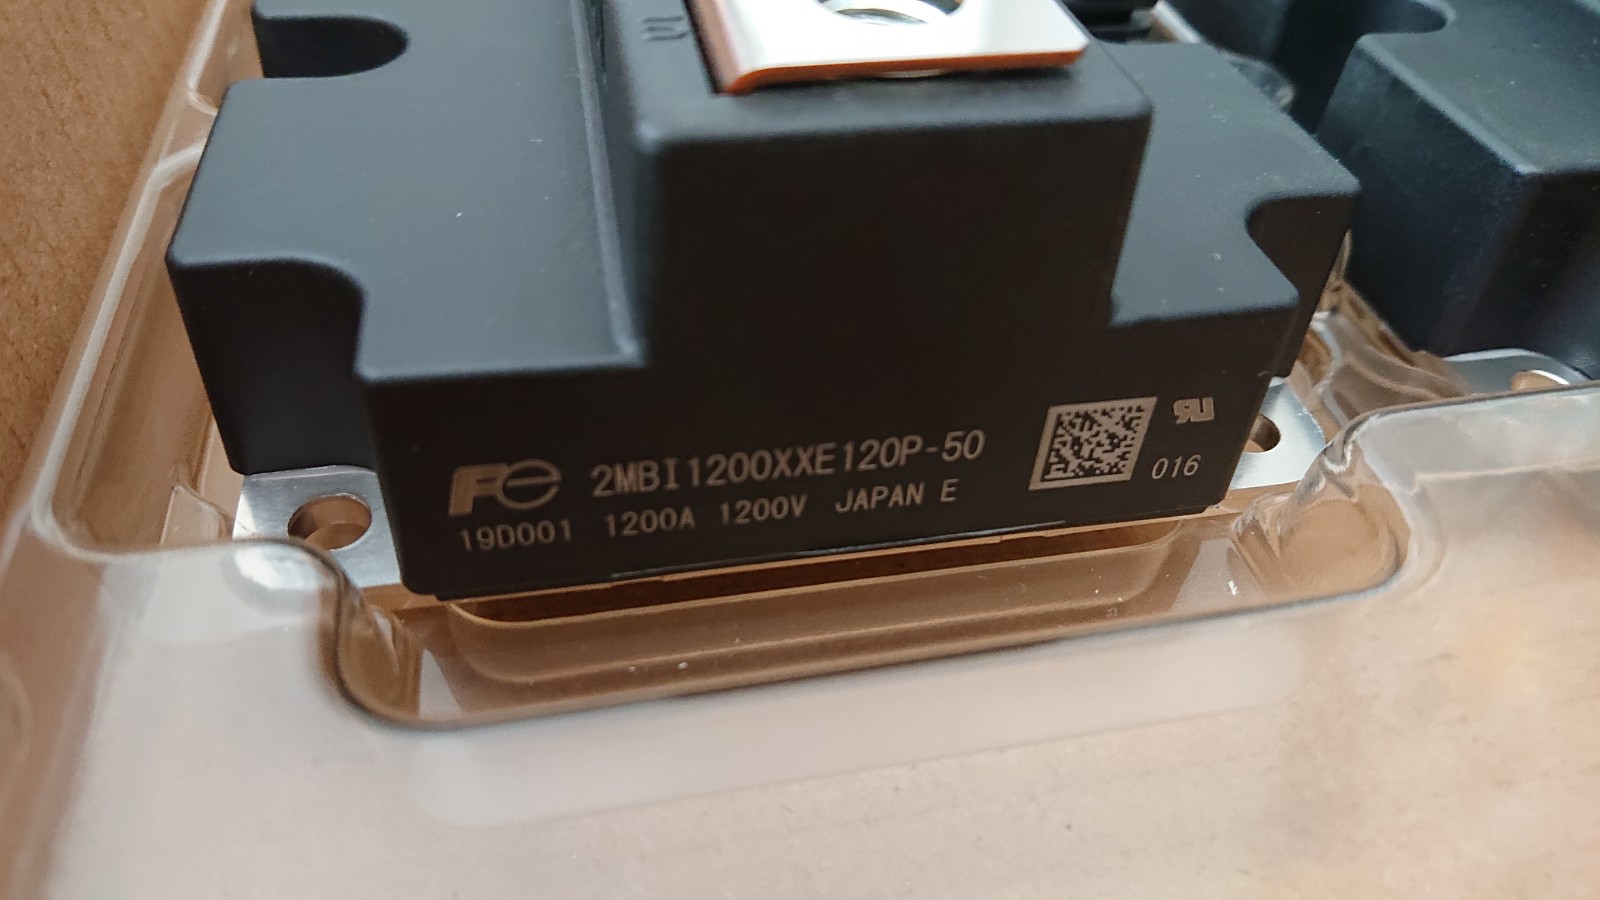 Fe 2MBI1200XXE120P-50
19D001 1200A 1200V JAPAN E
016